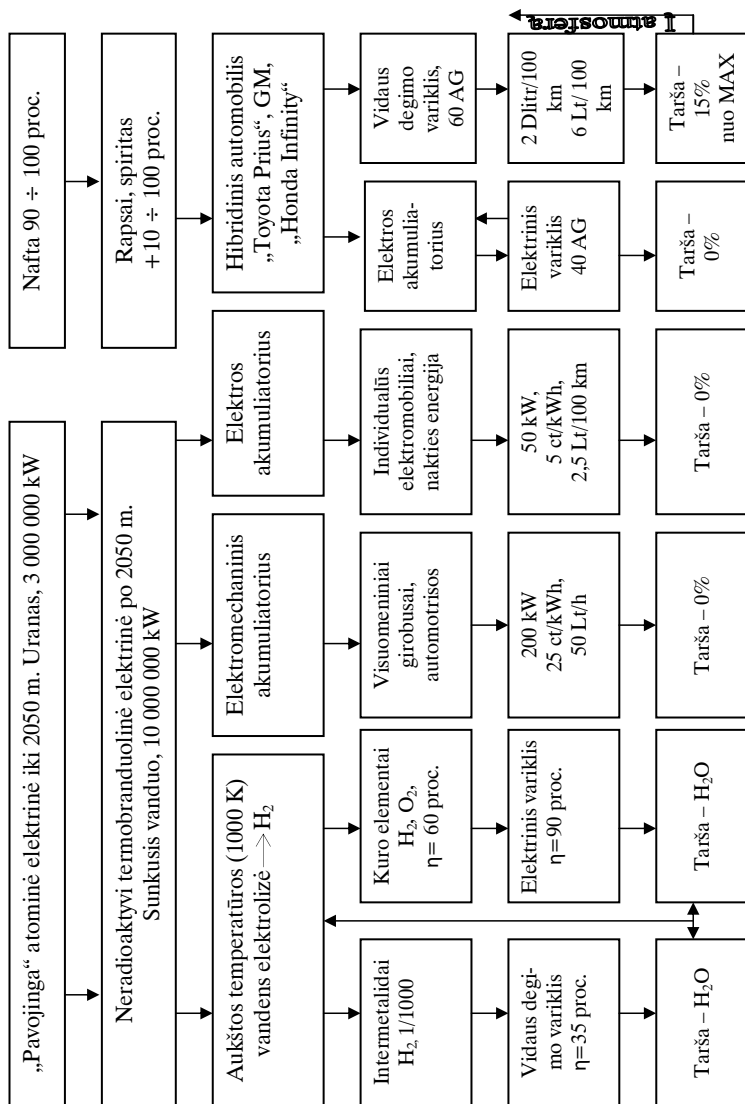 „Pavojinga“ atominė elektrinė iki 2050 m. Uranas, 3 000 000 kW
Nafta 90 ÷ 100 proc.
Neradioaktyvi termobranduolinė elektrinė po 2050 m.
Sunkusis vanduo, 10 000 000 kW
Rapsai, spiritas
+10 ÷ 100 proc.
Aukštos temperatūros (1000 K)
vandens elektrolizė → H₂
Elektromechaninis
akumuliatorius
Elektros
akumuliatorius
Hibridinis automobilis
„Toyota Prius“, GM,
„Honda Infinity“
Intermetalidai
H₂ 1/1000
Kuro elementai
H₂, O₂,
η= 60 proc.
Visuomeniniai
girobusai,
automotrisos
Individualūs
elektromobiliai,
nakties energija
Elektros
akumulia-
torius
Vidaus
degimo
variklis,
60 AG
Vidaus degi-
mo variklis
η=35 proc.
Elektrinis variklis
η=90 proc.
200 kW
25 ct/kWh,
50 Lt/h
50 kW,
5 ct/kWh,
2,5 Lt/100 km
Elektrinis
variklis
40 AG
2 Dlitr/100
km
6 Lt/ 100
km
Tarša – H₂O
Tarša – H₂O
Tarša – 0%
Tarša – 0%
Tarša –
0%
Tarša –
15%
nuo MAX
Į atmosferą